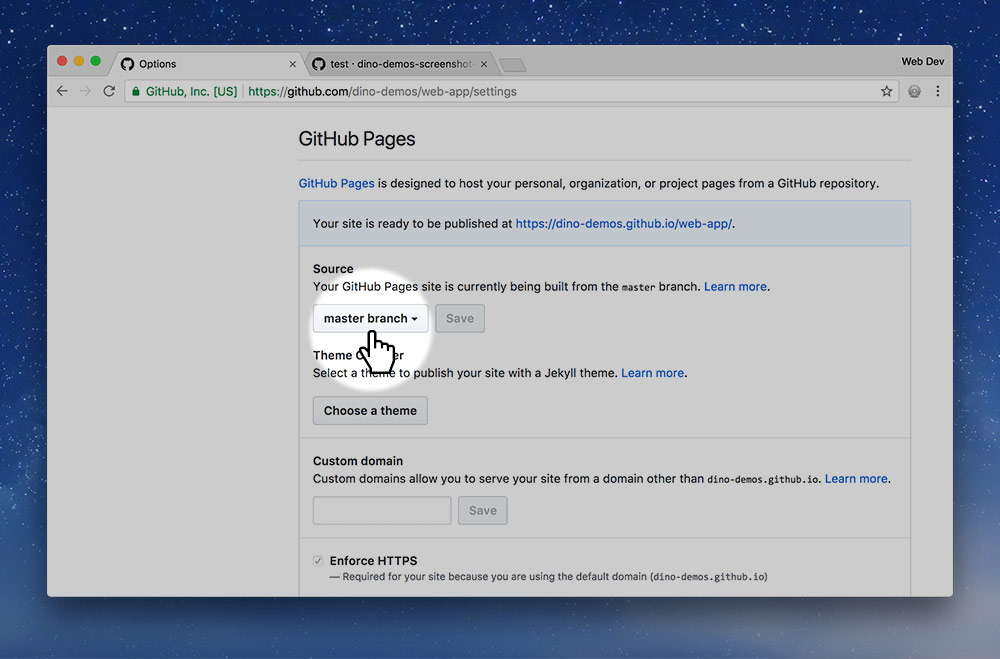 Options
test · dino-demos-screenshot
Web Dev
GitHub, Inc. [US]
https://github.com/dino-demos/web-app/settings
GitHub Pages
GitHub Pages is designed to host your personal, organization, or project pages from a GitHub repository.
Your site is ready to be published at https://dino-demos.github.io/web-app/.
Source
Your GitHub Pages site is currently being built from the master branch. Learn more.
master branch
Save
Theme
Select a theme to publish your site with a Jekyll theme. Learn more.
Choose a theme
Custom domain
Custom domains allow you to serve your site from a domain other than dino-demos.github.io. Learn more.
Save
Enforce HTTPS
— Required for your site because you are using the default domain (dino-demos.github.io)